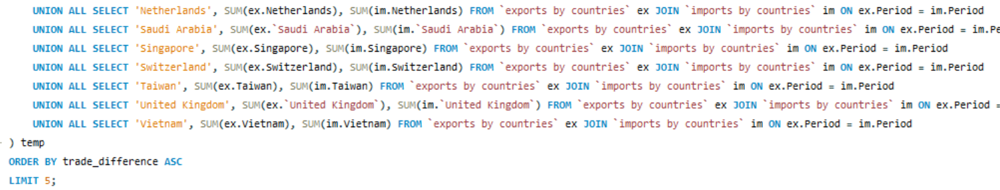 UNION ALL SELECT 'Netherlands', SUM(ex.Netherlands), SUM(im.Netherlands) FROM `exports by countries` ex JOIN `imports by countries` im ON ex.Period = im.Period
UNION ALL SELECT 'Saudi Arabia', SUM(ex.`Saudi Arabia`), SUM(im.`Saudi Arabia`) FROM `exports by countries` ex JOIN `imports by countries` im ON ex.Period = im.Pe
UNION ALL SELECT 'Singapore', SUM(ex.Singapore), SUM(im.Singapore) FROM `exports by countries` ex JOIN `imports by countries` im ON ex.Period = im.Period
UNION ALL SELECT 'Switzerland', SUM(ex.Switzerland), SUM(im.Switzerland) FROM `exports by countries` ex JOIN `imports by countries` im ON ex.Period = im.Period
UNION ALL SELECT 'Taiwan', SUM(ex.Taiwan), SUM(im.Taiwan) FROM `exports by countries` ex JOIN `imports by countries` im ON ex.Period = im.Period
UNION ALL SELECT 'United Kingdom', SUM(ex.`United Kingdom`), SUM(im.`United Kingdom`) FROM `exports by countries` ex JOIN `imports by countries` im ON ex.Period =
UNION ALL SELECT 'Vietnam', SUM(ex.Vietnam), SUM(im.Vietnam) FROM `exports by countries` ex JOIN `imports by countries` im ON ex.Period = im.Period
) temp
ORDER BY trade_difference ASC
LIMIT 5;